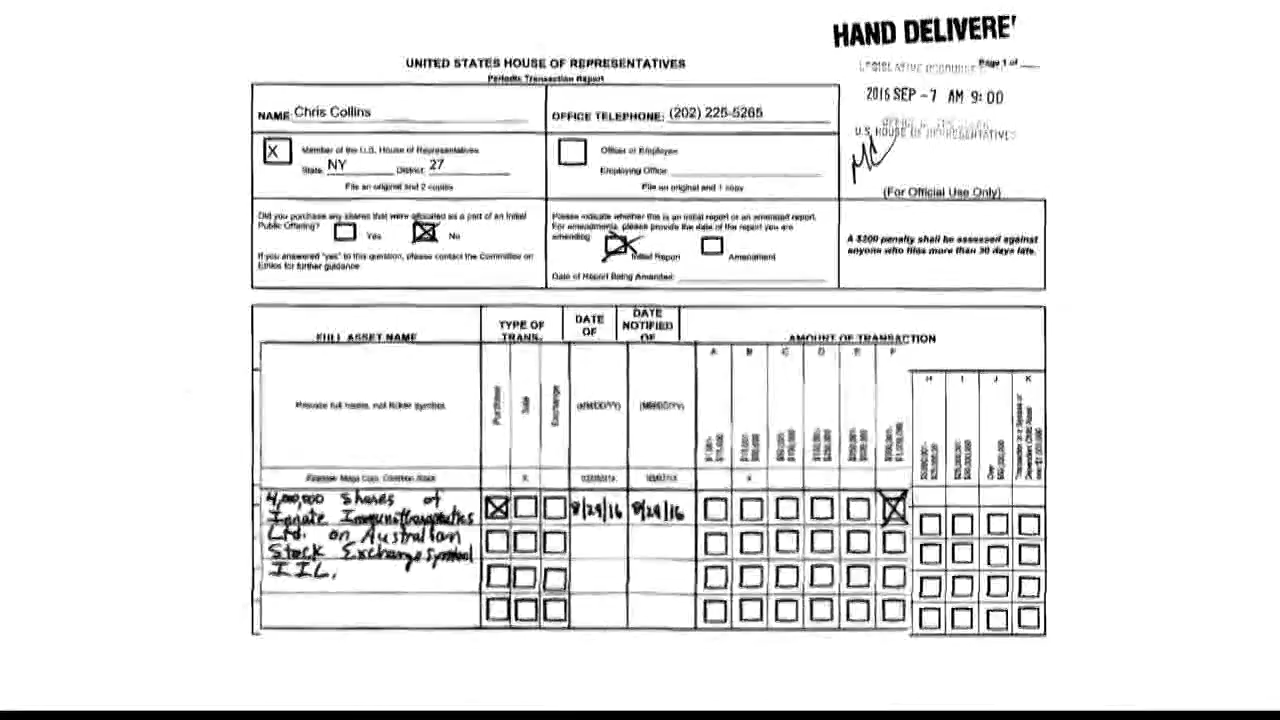 HAND DELIVERE
UNITED STATES HOUSE OF REPRESENTATIVES
Periodic Transaction Report
Page 1 of
2016 SEP -7 AM 9:00
U.S. HOUSE OF REPRESENTATIVES
NAME: Chris Collins
OFFICE TELEPHONE: (202) 225-5265
X
Member of the U.S. House of Representatives
State: NY District: 27
File an original and 2 copies
Officer or Employee
Employing Office:
File an original and 1 copy
(For Official Use Only)
Did you purchase any shares that were allocated as a part of an Initial
Public Offering?
Yes
No
If you answered "yes" to this question, please contact the Committee on
Ethics for further guidance.
Please indicate whether this is an initial report or an amended report.
For amendments, please provide the date of the report you are
amending.
Initial Report
Amendment
Date of Report Being Amended:
A $200 penalty shall be assessed against
anyone who files more than 30 days late.
FULL ASSET NAME
TYPE OF
TRANS.
DATE
OF
DATE
NOTIFIED
OF
AMOUNT OF TRANSACTION
A B C D E F H I J K
Provide full name, not ticker symbol.
Purchase
Sale
Exchange
(MM/DD/YY)
(MM/DD/YY)
Example: Mega Corp. Common Stock
X
X
4,000,000 Shares of
Innate Immunotherapeutics
Ltd. on Australian
Stock Exchange Symbol
IIL.
8/29/16
8/29/16